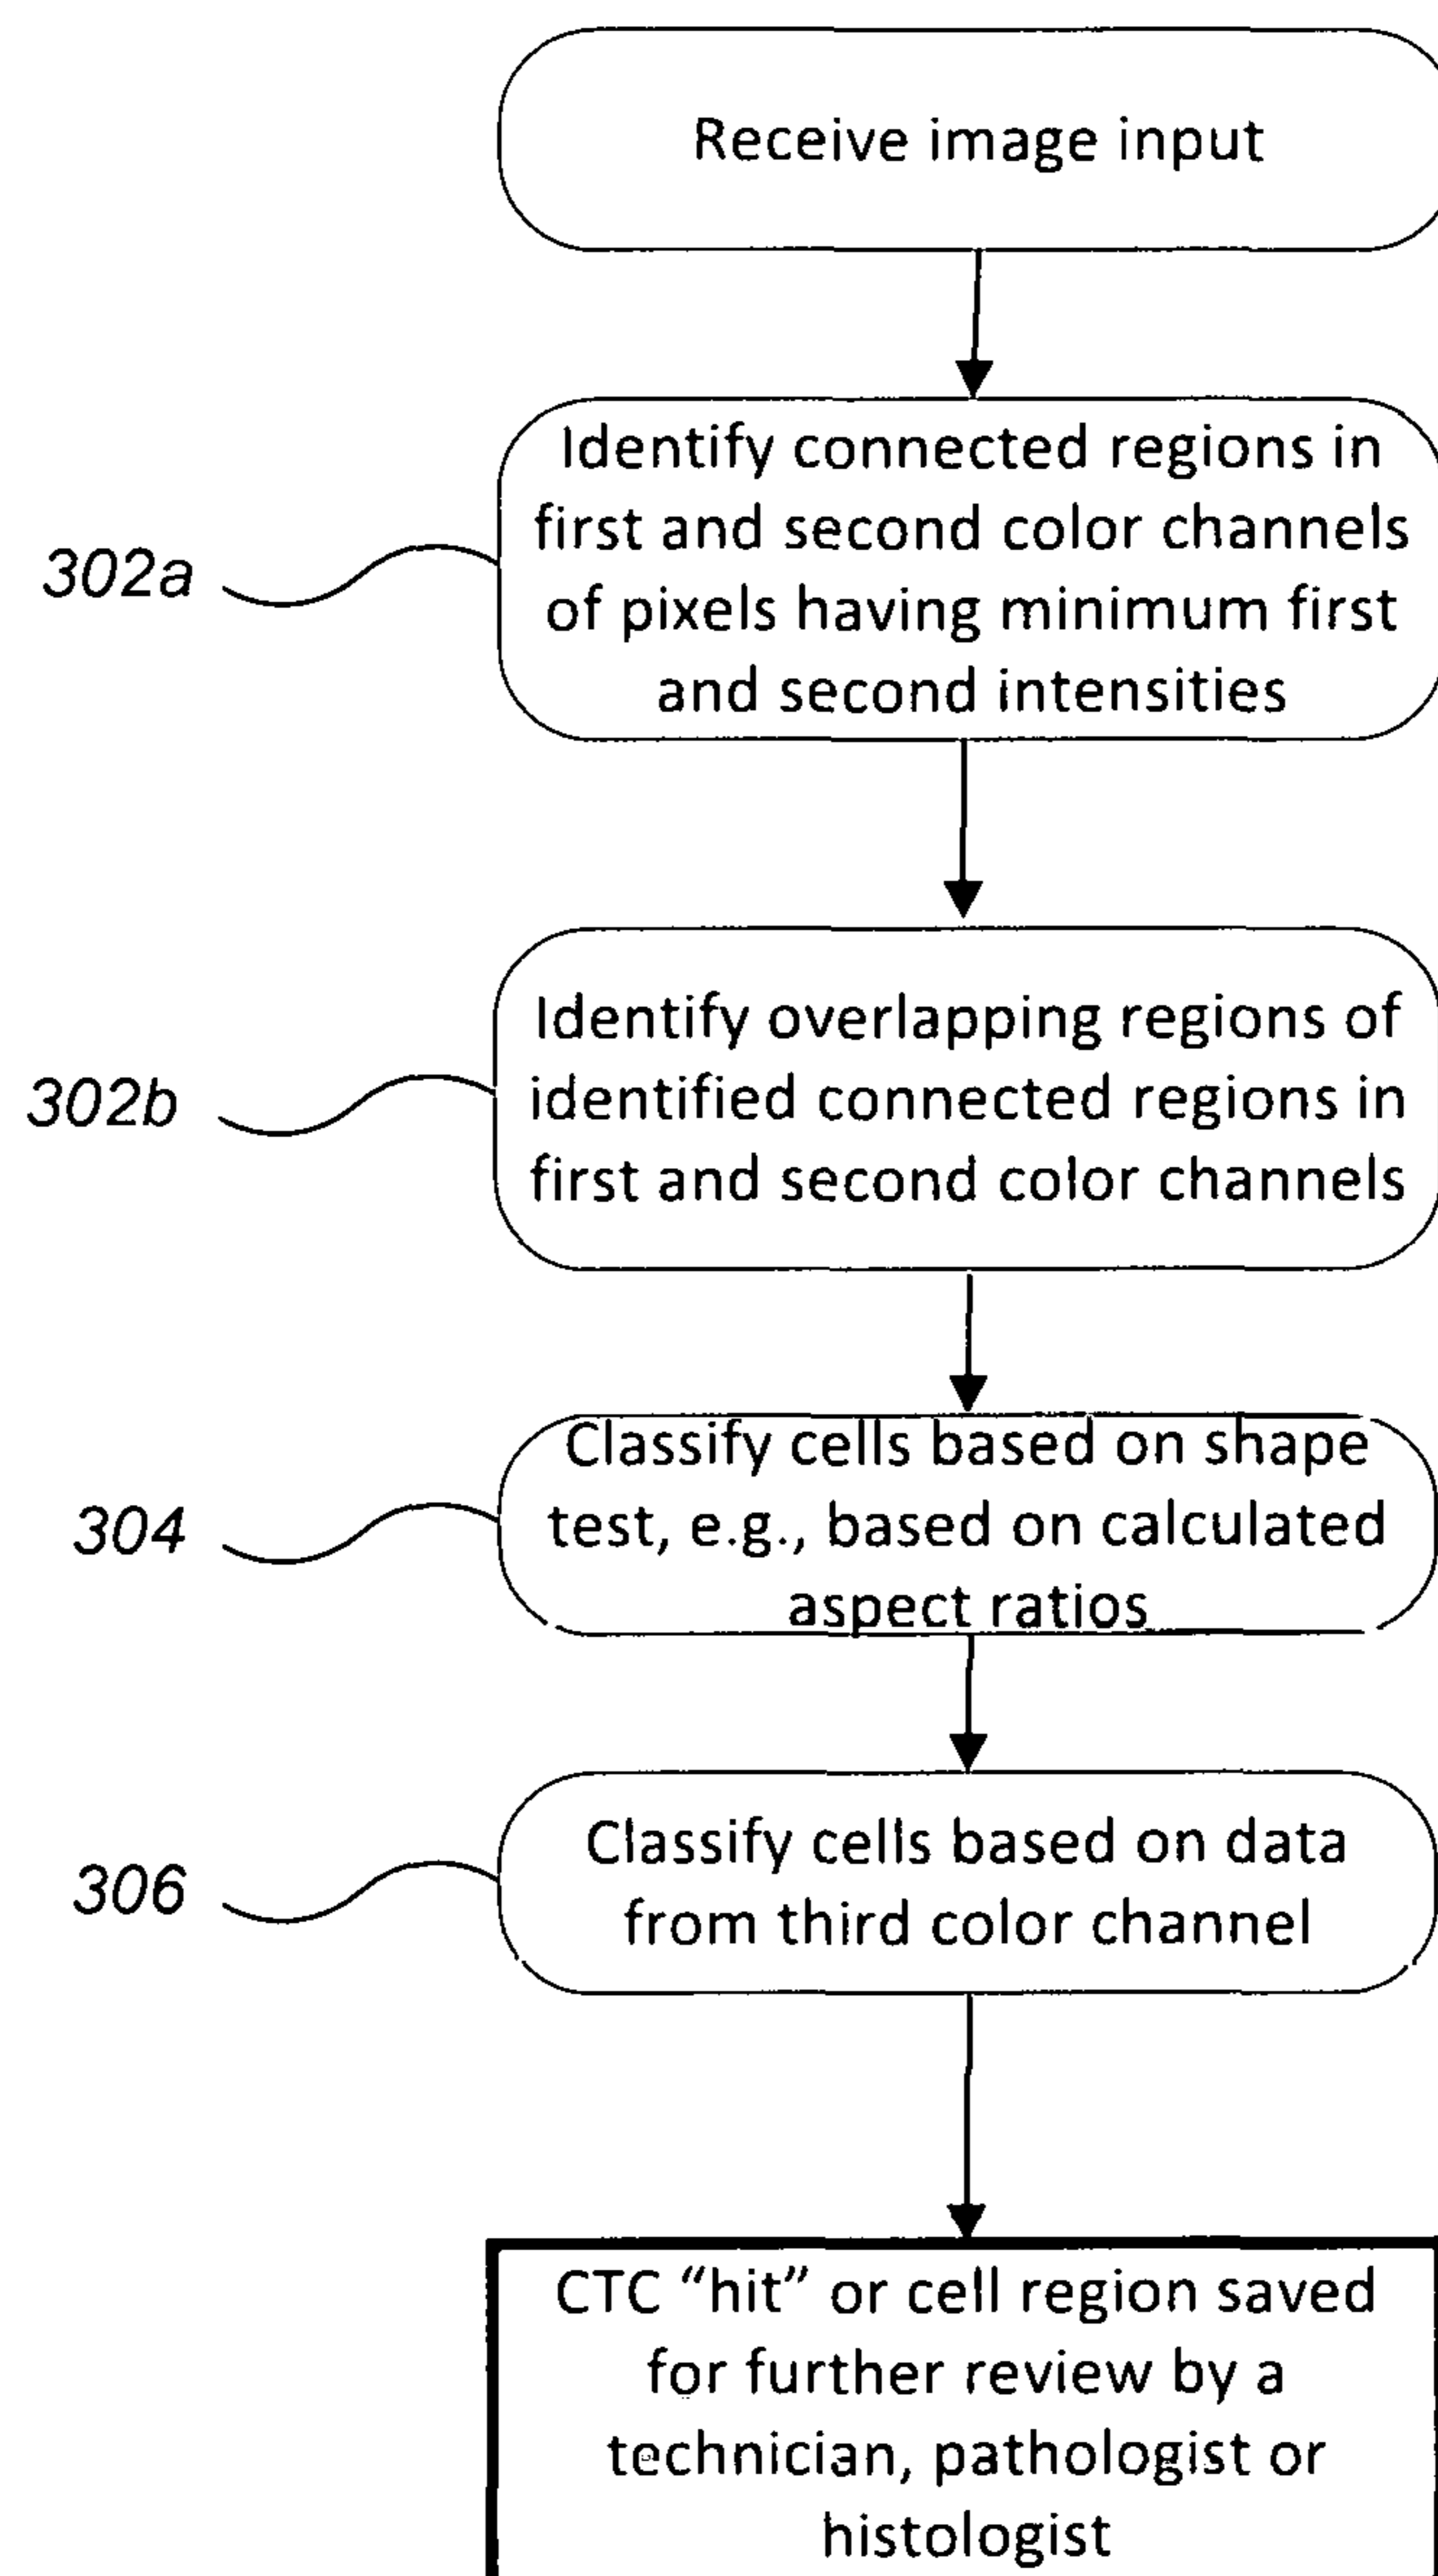 Receive image input
Identify connected regions in
first and second color channels
302a
of pixels having minimum first
and second intensities
Identify overlapping regions of
302b
identified connected regions in
first and second color channels
Classify cells based on shape
304
test, e.g., based on calculated
aspect ratios
Classify cells based on data
306
from third color channel
CTC “hit” or cell region saved
for further review by a
technician, pathologist or
histologist